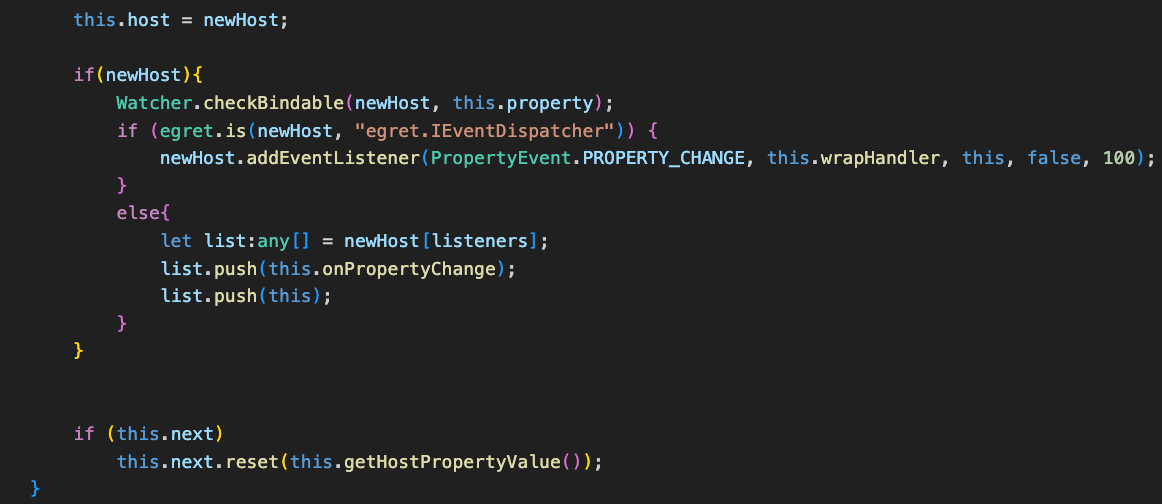 this.host = newHost;
if(newHost){
Watcher.checkBindable(newHost, this.property);
if (egret.is(newHost, "egret.IEventDispatcher")) {
newHost.addEventListener(PropertyEvent.PROPERTY_CHANGE, this.wrapHandler, this, false, 100);
}
else{
let list:any[] = newHost[listeners];
list.push(this.onPropertyChange);
list.push(this);
}
}
if (this.next)
this.next.reset(this.getHostPropertyValue());
}